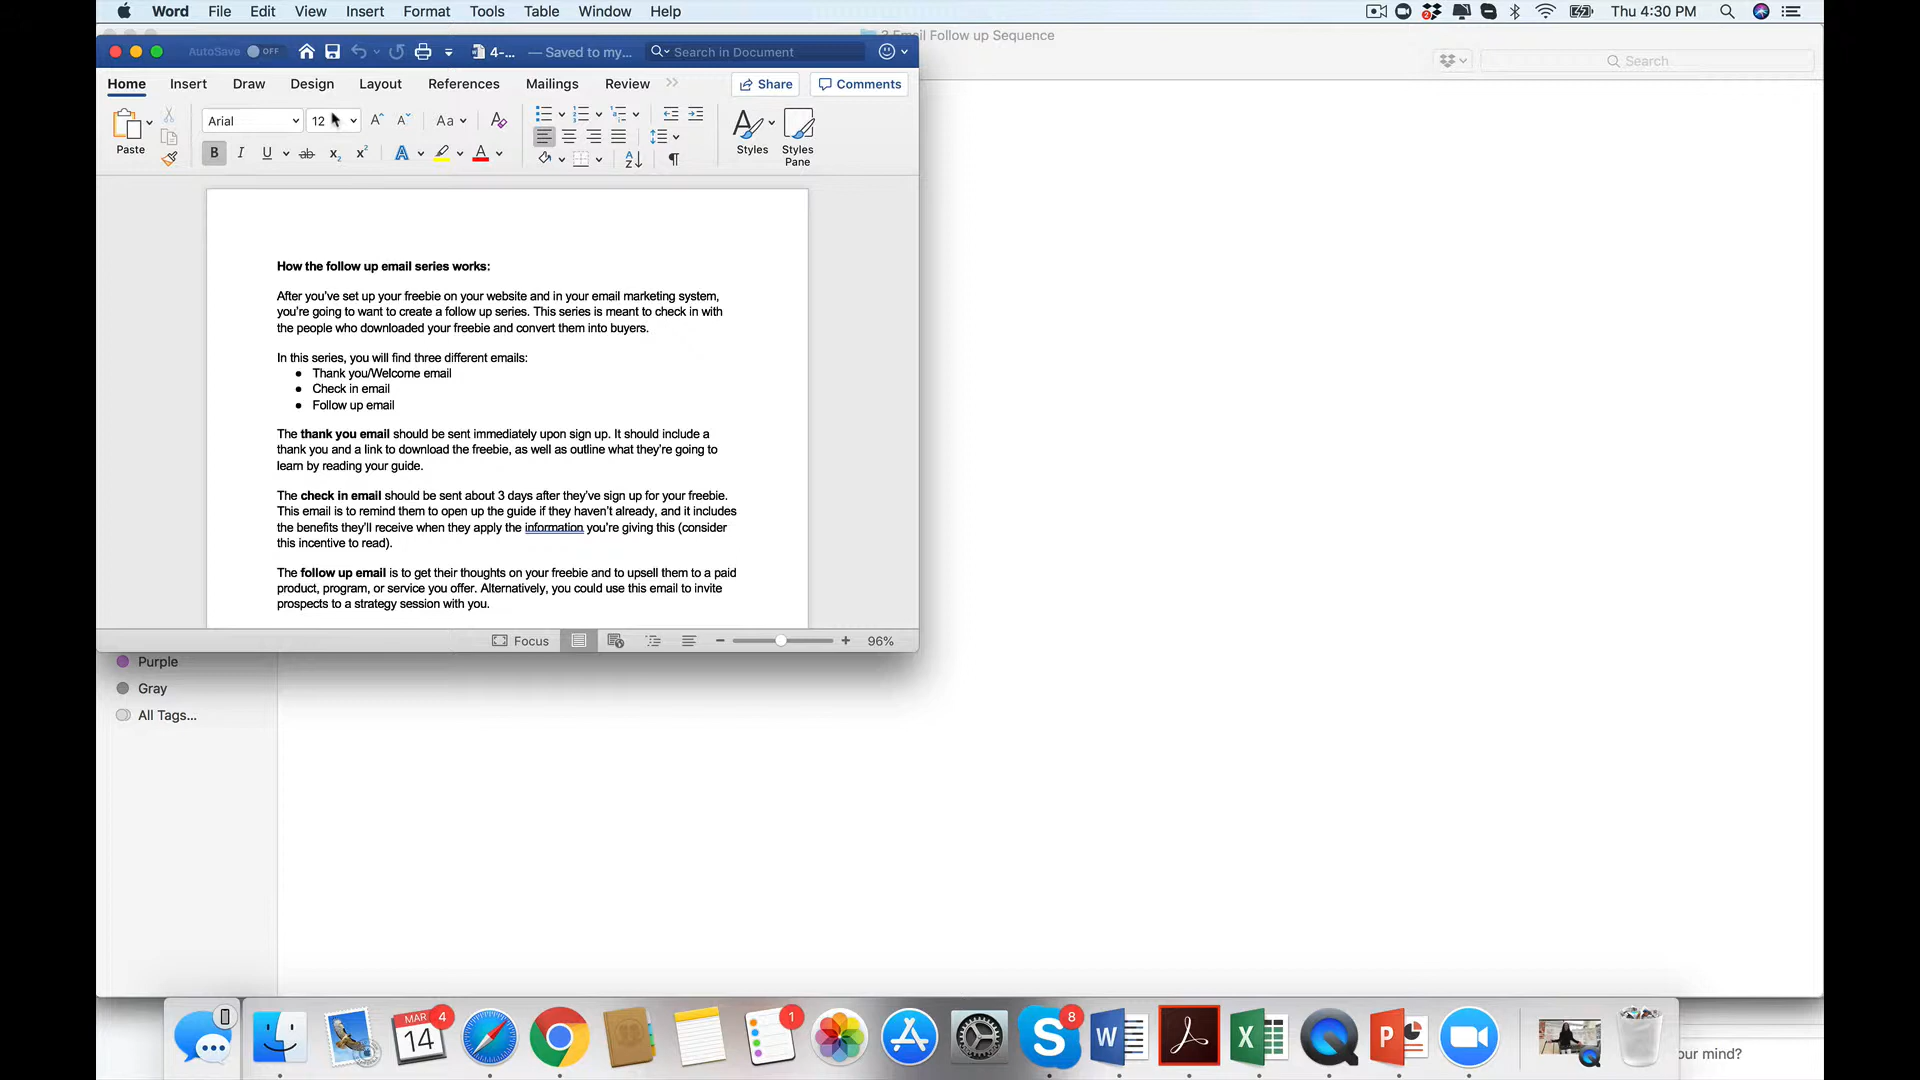 Word File Edit View Insert Format Tools Table Window Help Thu 4:30 PM
3 Email Follow up Sequence
AutoSave OFF 4-... — Saved to my... Search in Document
Search
Home Insert Draw Design Layout References Mailings Review Share Comments
Arial 12 Aa
Paste Styles Styles Pane
How the follow up email series works:
After you've set up your freebie on your website and in your email marketing system,
you're going to want to create a follow up series. This series is meant to check in with
the people who downloaded your freebie and convert them into buyers.
In this series, you will find three different emails:
● Thank you/Welcome email
● Check in email
● Follow up email
The thank you email should be sent immediately upon sign up. It should include a
thank you and a link to download the freebie, as well as outline what they're going to
learn by reading your guide.
The check in email should be sent about 3 days after they've sign up for your freebie.
This email is to remind them to open up the guide if they haven't already, and it includes
the benefits they'll receive when they apply the information you're giving this (consider
this incentive to read).
The follow up email is to get their thoughts on your freebie and to upsell them to a paid
product, program, or service you offer. Alternatively, you could use this email to invite
prospects to a strategy session with you.
Focus 96%
Purple
Gray
All Tags...
MAR 14 4 1 8
our mind?